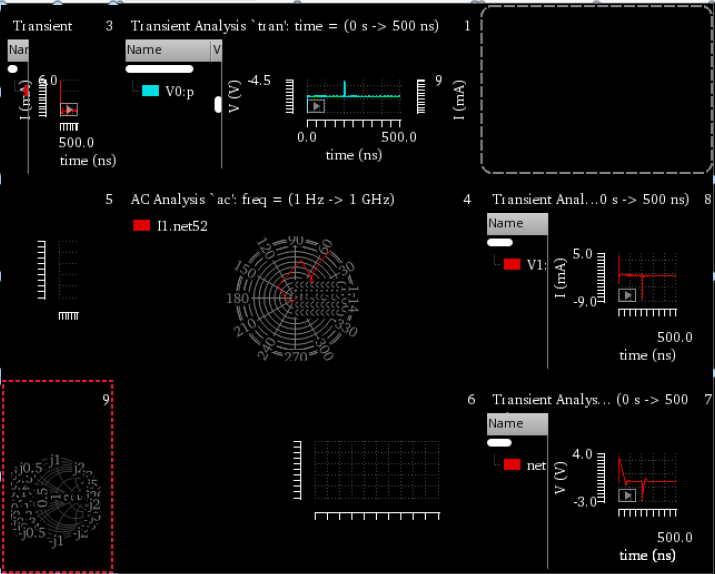 Transient 3
Nar
6.0
I (mA)
500.0
time (ns)
Transient Analysis `tran': time = (0 s -> 500 ns) 1
Name V
V0:p
V (V)
-4.5
9
I (mA)
0.0 500.0
time (ns)
5
AC Analysis `ac': freq = (1 Hz -> 1 GHz) 4
I1.net52
90
120
150
180
210
240
270
300
330
Transient Anal...0 s -> 500 ns) 8
Name
V1:
I (mA)
5.0
-9.0
500.0
time (ns)
9
j1
j0.5 j2
0.5
-j0.5 -j2
-j1
6
Transient Analys... (0 s -> 500 7
Name
net
V (V)
4.0
-3.0
500.0
time (ns)